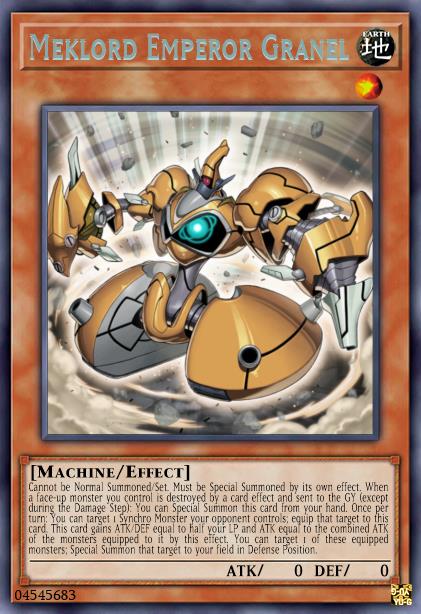 MEKLORD EMPEROR GRANEL
EARTH
地
[MACHINE/EFFECT]
Cannot be Normal Summoned/Set. Must be Special Summoned by its own effect. When
a face-up monster you control is destroyed by a card effect and sent to the GY (except
during the Damage Step): You can Special Summon this card from your hand. Once per
turn: You can target 1 Synchro Monster your opponent controls; equip that target to this
card. This gains ATK/DEF equal to half your LP and ATK equal to the combined ATK
of the monsters equipped to it by this effect. You can target 1 of these equipped
monsters; Special Summon that target to your field in Defense Position.
ATK/ 0 DEF/ 0
04545683